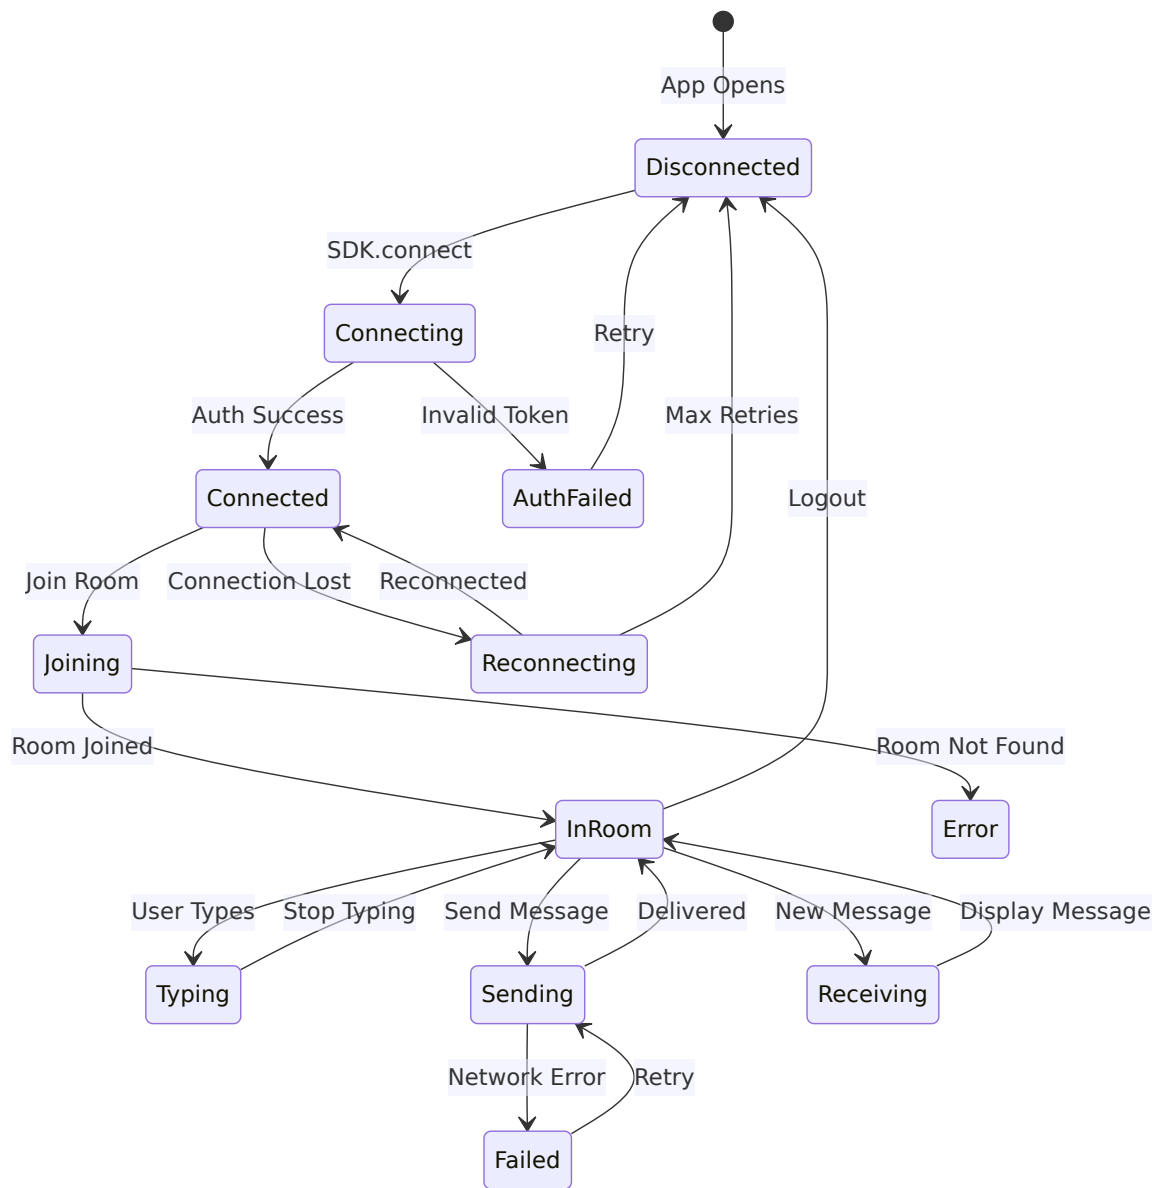 App Opens
Disconnected
SDK.connect
Connecting
Retry
Auth Success
Invalid Token
Max Retries
Connected
AuthFailed
Logout
Join Room
Connection Lost
Reconnected
Joining
Reconnecting
Room Joined
Room Not Found
InRoom
Error
User Types
Stop Typing
Send Message
Delivered
New Message
Display Message
Typing
Sending
Receiving
Network Error
Retry
Failed